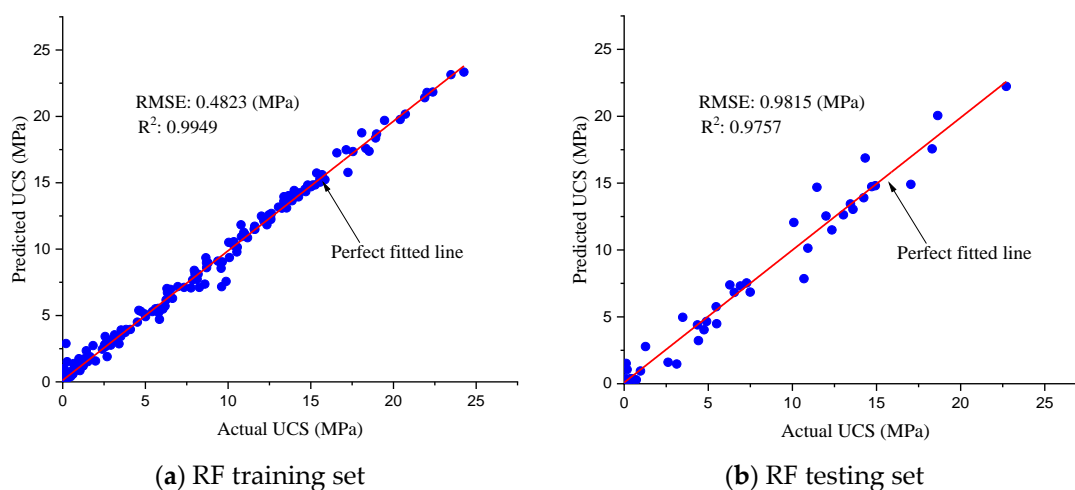 25
20
15
10
5
0
Predicted UCS (MPa)
RMSE: 0.4823 (MPa)
R²: 0.9949
Perfect fitted line
0 5 10 15 20 25
Actual UCS (MPa)
(a) RF training set
25
20
15
10
5
0
Predicted UCS (MPa)
RMSE: 0.9815 (MPa)
R²: 0.9757
Perfect fitted line
0 5 10 15 20 25
Actual UCS (MPa)
(b) RF testing set